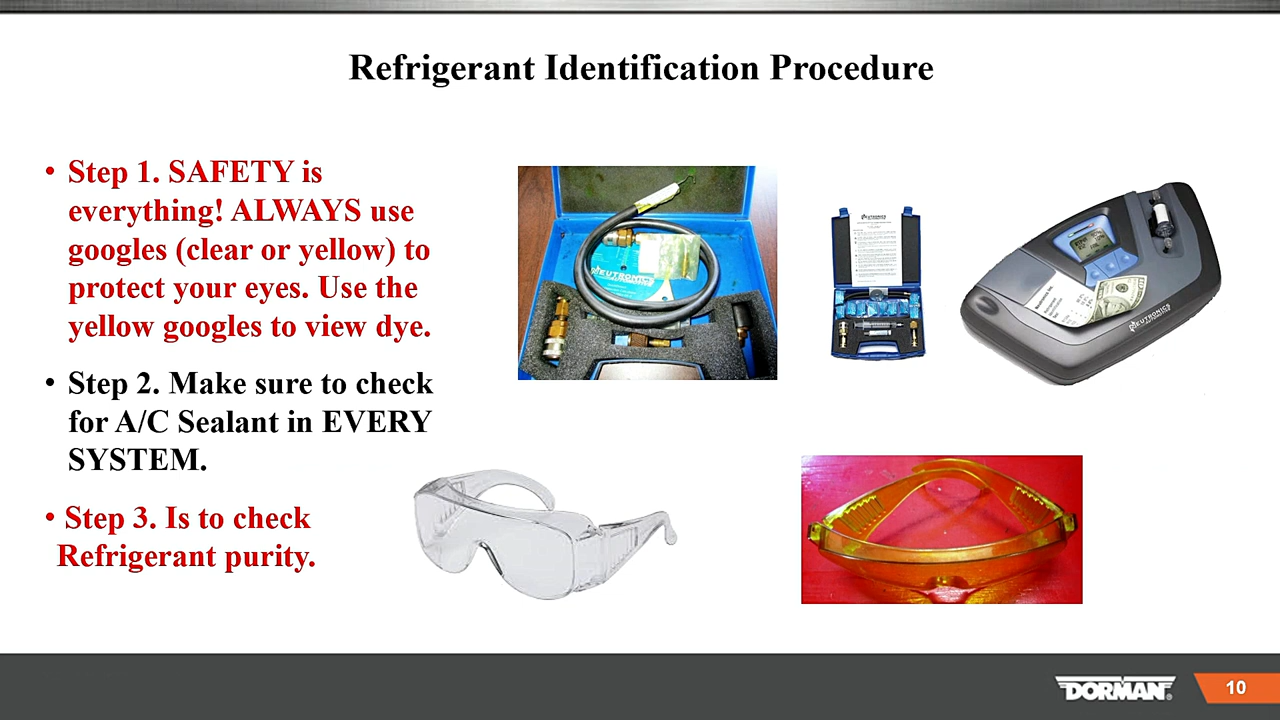 Refrigerant Identification Procedure
• Step 1. SAFETY is
everything! ALWAYS use
googles (clear or yellow) to
protect your eyes. Use the
yellow googles to view dye.
• Step 2. Make sure to check
for A/C Sealant in EVERY
SYSTEM.
• Step 3. Is to check
Refrigerant purity.
NEUTRONICS
NEUTRONICS
NEUTRONICS
DORMAN
10